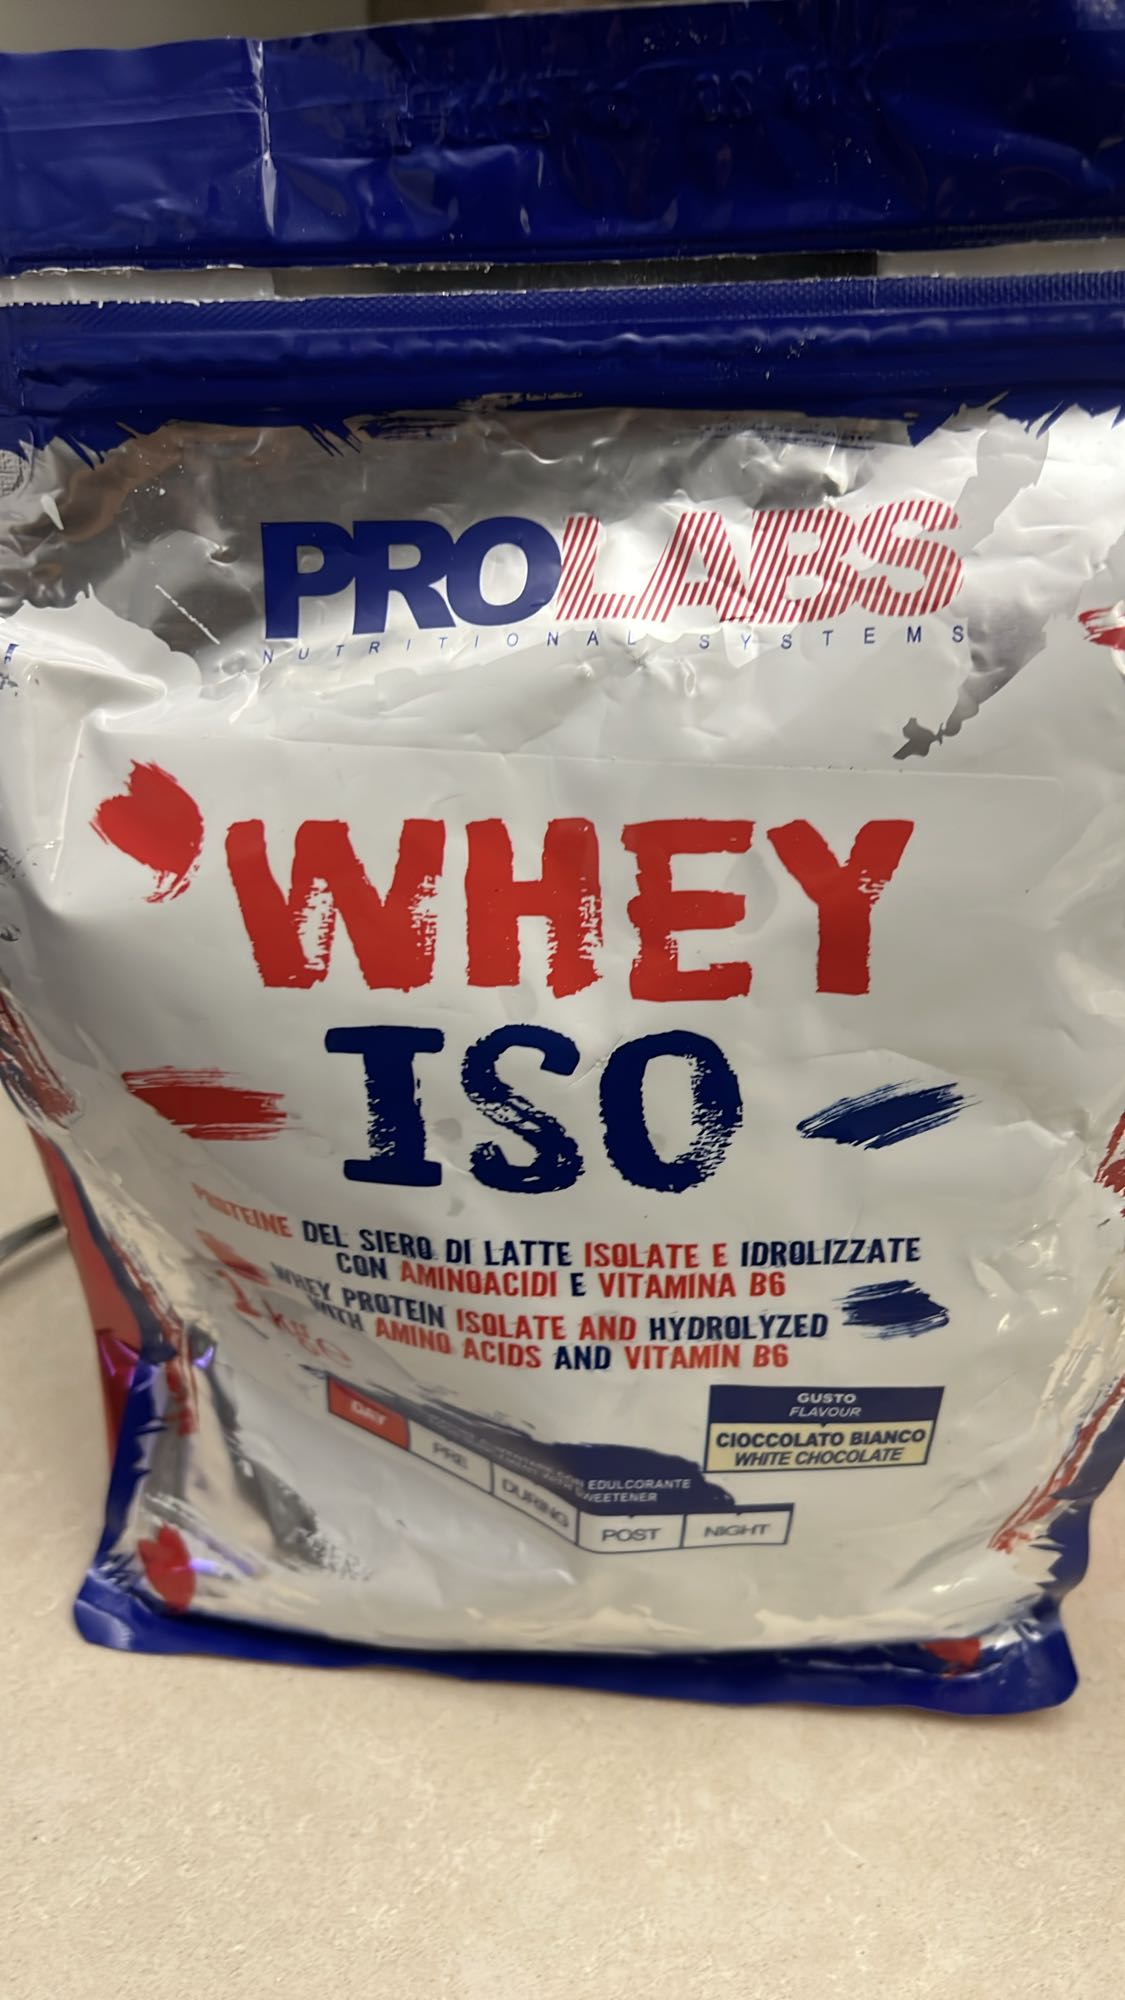 PROLABS
NUTRITIONAL SYSTEMS
WHEY
ISO
PROTEINE DEL SIERO DI LATTE ISOLATE E IDROLIZZATE
CON AMINOACIDI E VITAMINA B6
WHEY PROTEIN ISOLATE AND HYDROLYZED
WITH AMINO ACIDS AND VITAMIN B6
1 kg e
GUSTO
FLAVOUR
CIOCCOLATO BIANCO
WHITE CHOCOLATE
EDULCORANTE
SWEETENER
DAY
PRE
DURING
POST
NIGHT